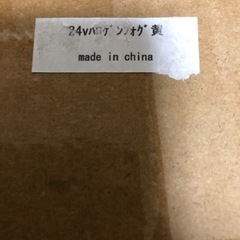 24vﾊﾛｹﾞﾝﾌｫｸﾞ 黄
made in china